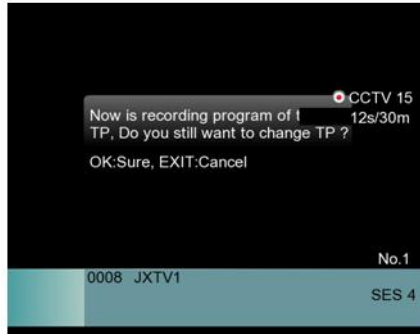 CCTV 15
Now is recording program of
12s/30m
TP, Do you still want to change TP ?
OK:Sure, EXIT:Cancel
No.1
0008 JXTV1
SES 4